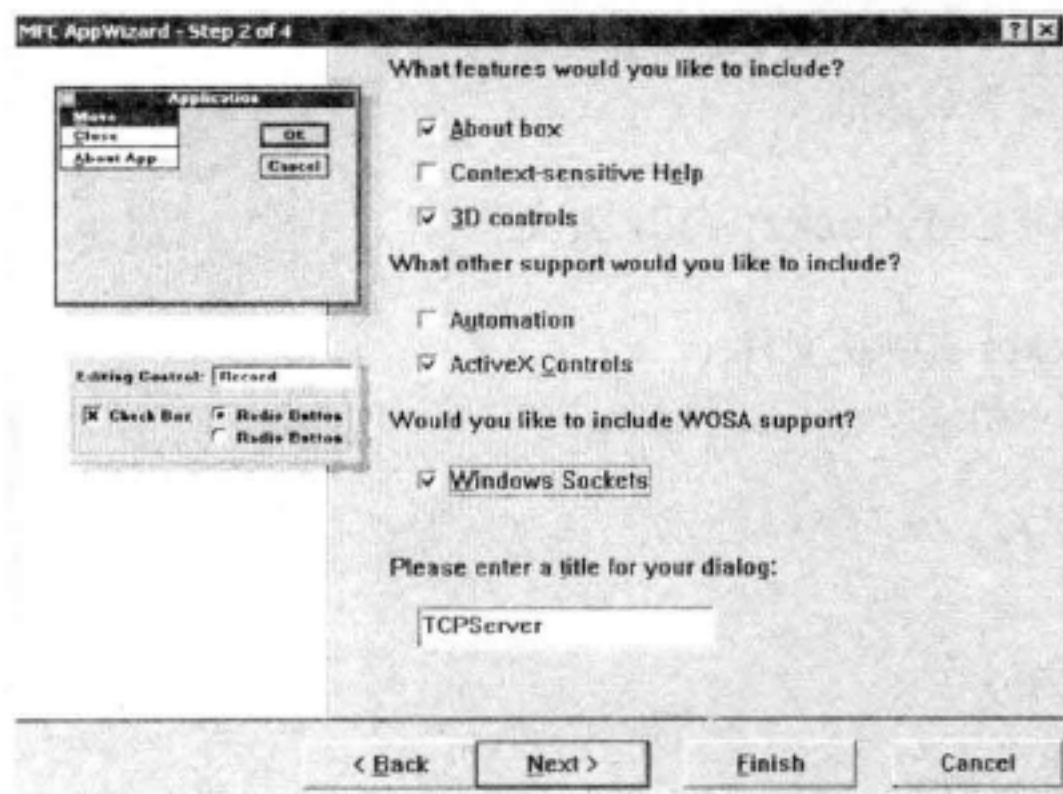 MFC AppWizard - Step 2 of 4
Application
Move
Close
About App
OK
Cancel
Editing Control: Record
Check Box
Radio Button
Radio Button
What features would you like to include?
About box
Context-sensitive Help
3D controls
What other support would you like to include?
Automation
ActiveX Controls
Would you like to include WOSA support?
Windows Sockets
Please enter a title for your dialog:
TCPServer
< Back
Next >
Finish
Cancel